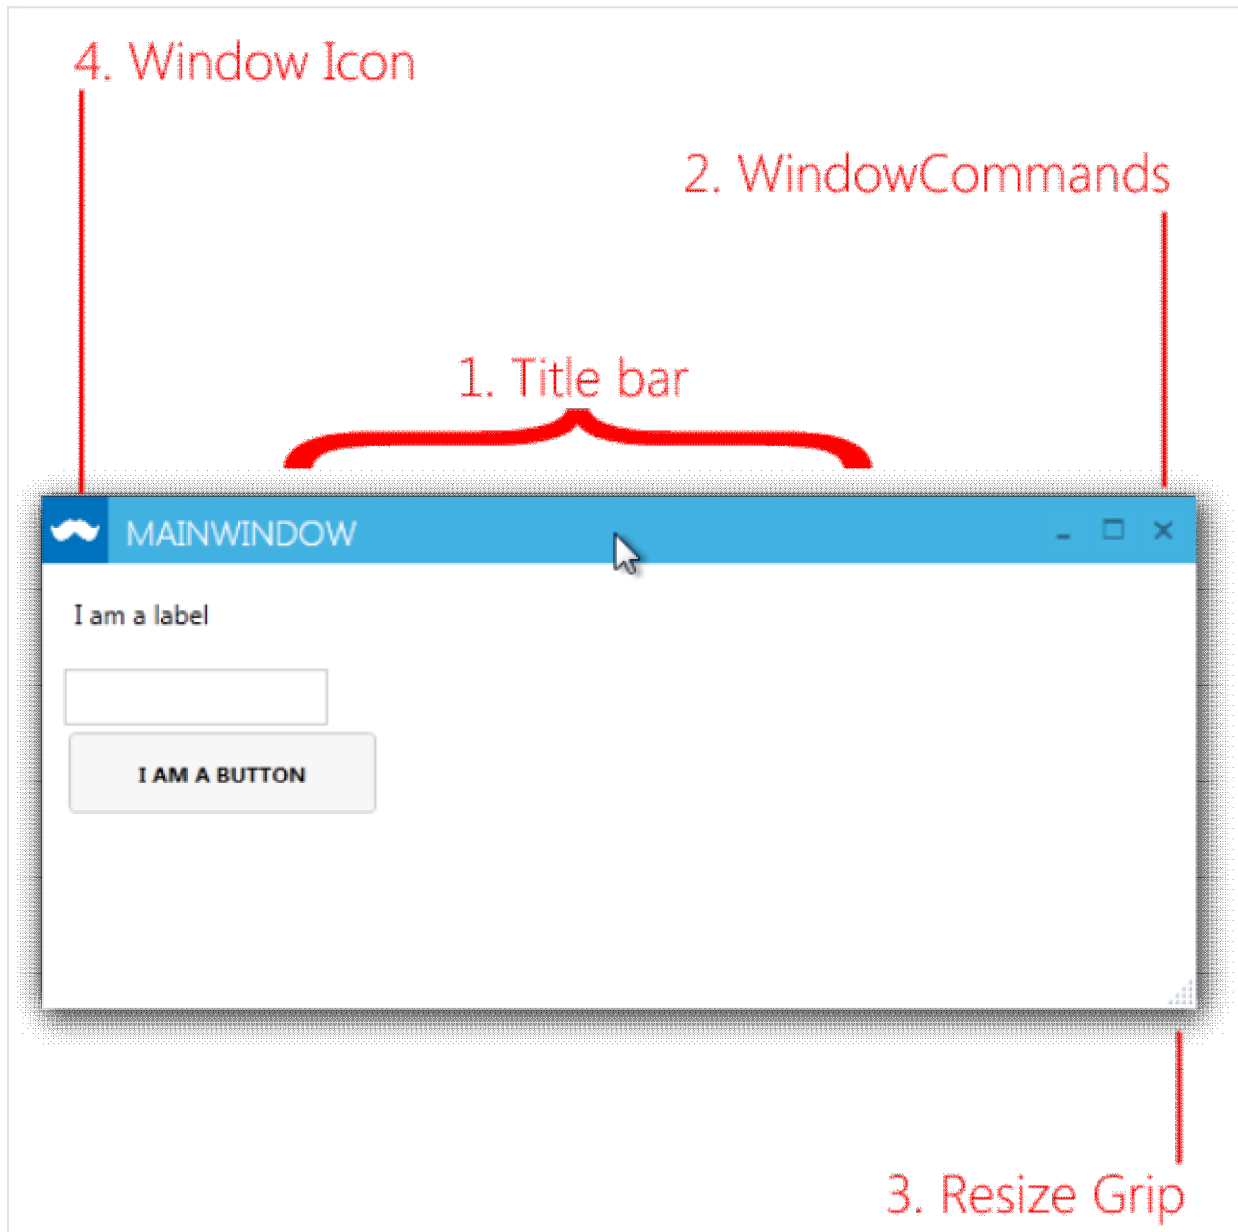 4. Window Icon
2. WindowCommands
1. Title bar
MAINWINDOW
I am a label
I AM A BUTTON
3. Resize Grip